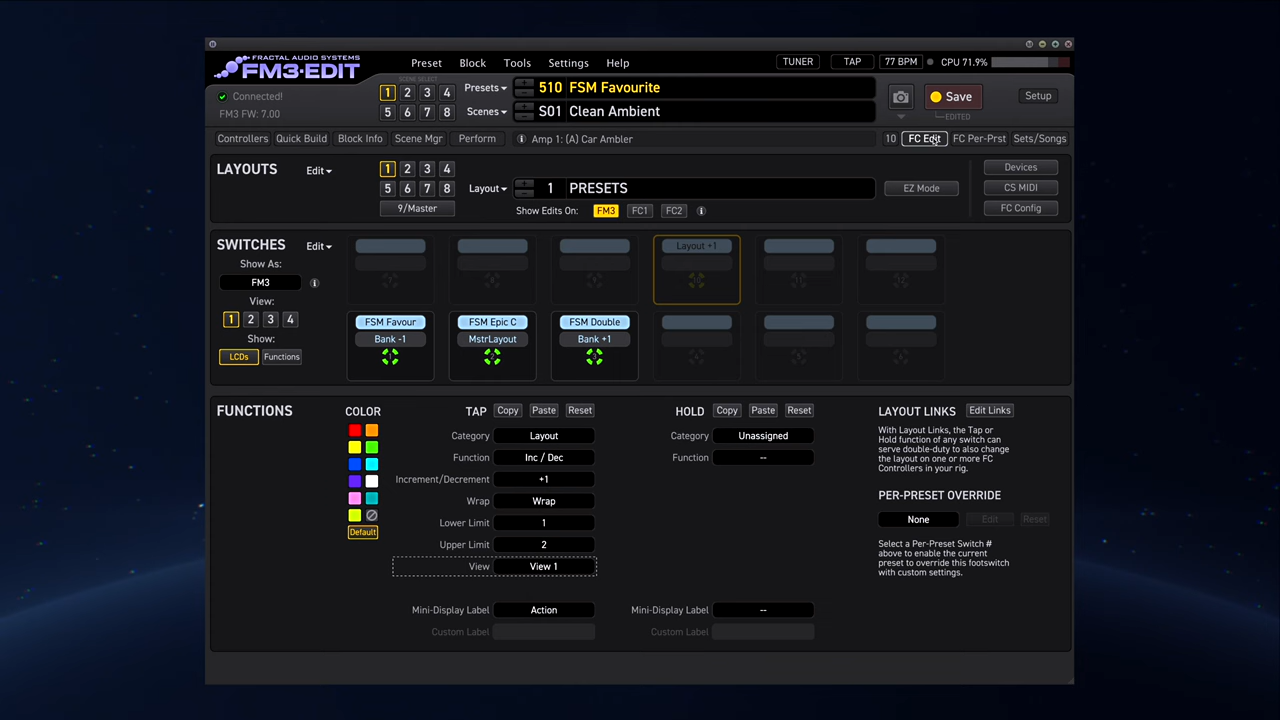 FRACTAL AUDIO SYSTEMS
FM3-EDIT
Preset Block Tools Settings Help
TUNER TAP 77 BPM CPU 71.9%
SCENE SELECT
1 2 3 4
5 6 7 8
Presets 510 FSM Favourite
Scenes S01 Clean Ambient
Connected!
FM3 FW: 7.00
Save
EDITED
Setup
Controllers Quick Build Block Info Scene Mgr Perform
Amp 1: (A) Car Ambler
10 FC Edit FC Per-Prst Sets/Songs
LAYOUTS
Edit
1 2 3 4
5 6 7 8
9/Master
Layout 1 PRESETS
EZ Mode
Show Edits On: FM3 FC1 FC2
Devices
CS MIDI
FC Config
SWITCHES
Edit
Show As:
FM3
View:
1 2 3 4
Show:
LCDs Functions
Layout +1
FSM Favour FSM Epic C FSM Double
Bank -1 MstrLayout Bank +1
1 2 3
FUNCTIONS
COLOR
Default
TAP Copy Paste Reset
Category Layout
Function Inc / Dec
Increment/Decrement +1
Wrap Wrap
Lower Limit 1
Upper Limit 2
View View 1
Mini-Display Label Action
Custom Label
HOLD Copy Paste Reset
Category Unassigned
Function --
Mini-Display Label --
Custom Label
LAYOUT LINKS Edit Links
With Layout Links, the Tap or
Hold function of any switch can
serve double-duty to also change
the layout on one or more FC
Controllers in your rig.
PER-PRESET OVERRIDE
None Edit Reset
Select a Per-Preset Switch #
above to enable the current
preset to override this footswitch
with custom settings.